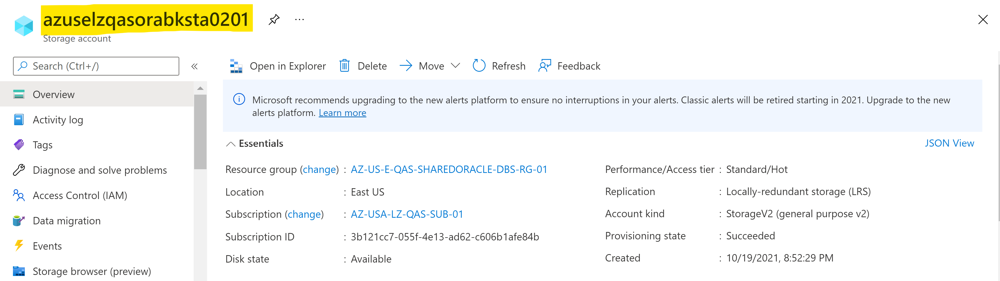 azuselzqasorabksta0201
...
Storage account
Search (Ctrl+/)
«
Open in Explorer
Delete
Move
Refresh
Feedback
Overview
Activity log
Tags
Diagnose and solve problems
Access Control (IAM)
Data migration
Events
Storage browser (preview)
Microsoft recommends upgrading to the new alerts platform to ensure no interruptions in your alerts. Classic alerts will be retired starting in 2021. Upgrade to the new
alerts platform. Learn more
Essentials
JSON View
Resource group (change) : AZ-US-E-QAS-SHAREDORACLE-DBS-RG-01
Location : East US
Subscription (change) : AZ-USA-LZ-QAS-SUB-01
Subscription ID : 3b121cc7-055f-4e13-ad62-c606b1afe84b
Disk state : Available
Performance/Access tier : Standard/Hot
Replication : Locally-redundant storage (LRS)
Account kind : StorageV2 (general purpose v2)
Provisioning state : Succeeded
Created : 10/19/2021, 8:52:29 PM